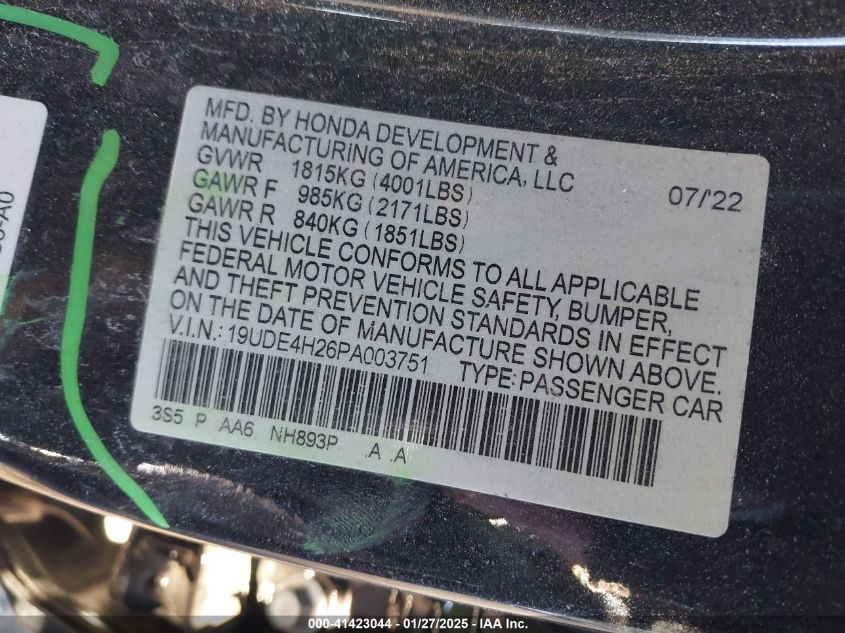 MFD. BY HONDA DEVELOPMENT &
MANUFACTURING OF AMERICA, LLC
GVWR 1815KG (4001LBS) 07/'22
GAWR F 985KG (2171LBS)
GAWR R 840KG (1851LBS)
THIS VEHICLE CONFORMS TO ALL APPLICABLE
FEDERAL MOTOR VEHICLE SAFETY, BUMPER,
AND THEFT PREVENTION STANDARDS IN EFFECT
ON THE DATE OF MANUFACTURE SHOWN ABOVE.
V.I.N.: 19UDE4H26PA003751 TYPE:PASSENGER CAR
3S5 P AA6 NH893P .A .A
000-41423044 - 01/27/2025 - IAA Inc.